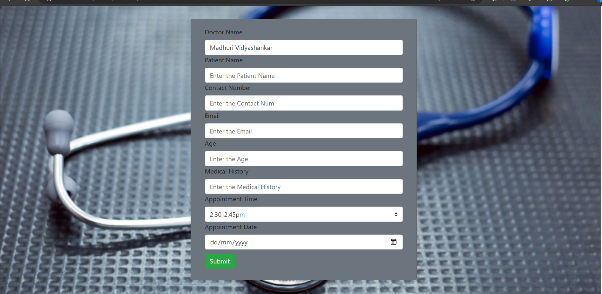 Doctor Name
Madhuri Vidyashankar
Patient Name
Enter the Patient Name
Contact Number
Enter the Contact Num
Email
Enter the Email
Age
Enter the Age
Medical History
Enter the Medical History
Appointment Time
2.30-2.45pm
Appointment Date
dd/mm/yyyy
Submit